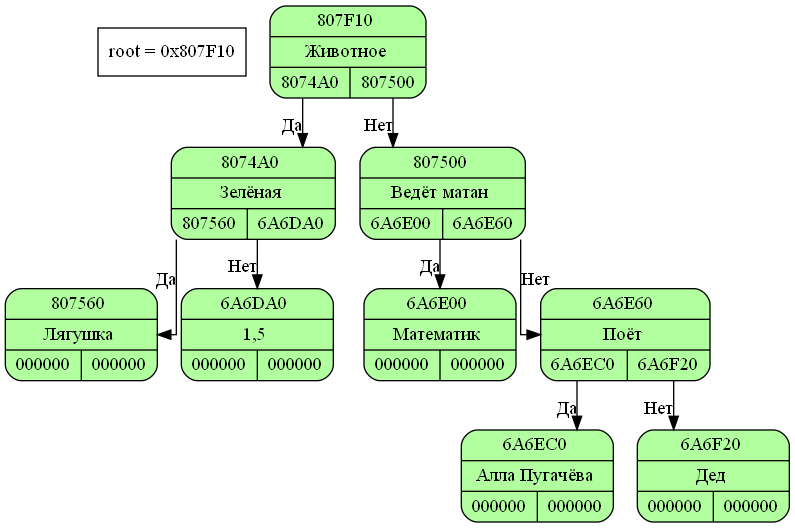 807F10
root = 0x807F10
Животное
8074A0 807500
Да Нет
8074A0 807500
Зелёная Ведёт матан
807560 6A6DA0 6A6E00 6A6E60
Да Нет Да Нет
807560 6A6DA0 6A6E00 6A6E60
Лягушка 1,5 Математик Поёт
000000 000000 000000 000000 000000 000000 6A6EC0 6A6F20
Да Нет
6A6EC0 6A6F20
Алла Пугачёва Дед
000000 000000 000000 000000